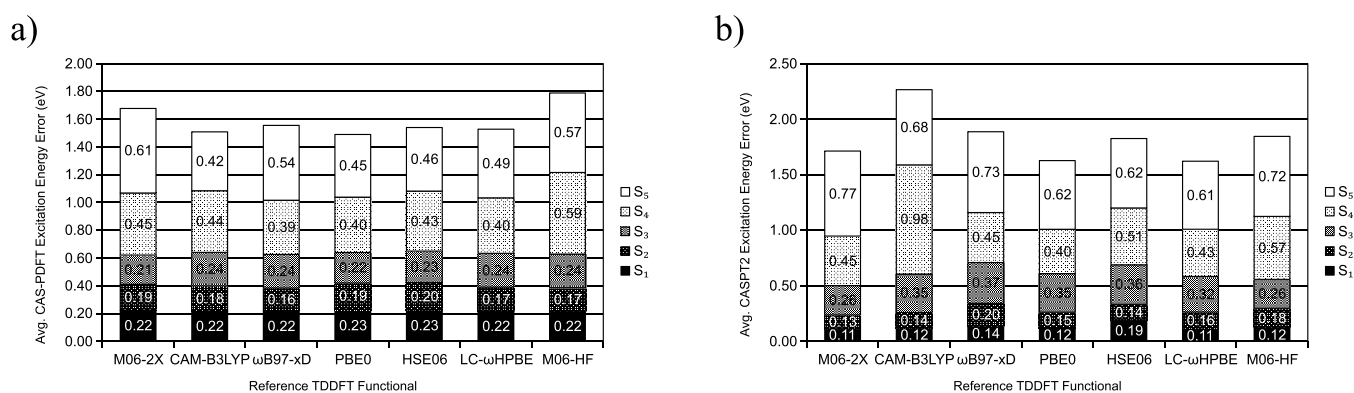 a)
2.00
1.80
1.60
1.40
1.20
1.00
0.80
0.60
0.40
0.20
0.00
Avg. CAS-PDFT Excitation Energy Error (eV)
0.61 0.42 0.54 0.45 0.46 0.49 0.57
0.45 0.44 0.39 0.40 0.43 0.40 0.59
0.21 0.24 0.24 0.22 0.23 0.24 0.24
0.19 0.18 0.16 0.19 0.20 0.17 0.17
0.22 0.22 0.22 0.23 0.23 0.22 0.22
M06-2X CAM-B3LYP ωB97-xD PBE0 HSE06 LC-ωHPBE M06-HF
Reference TDDFT Functional
S₅
S₄
S₃
S₂
S₁
b)
2.50
2.00
1.50
1.00
0.50
0.00
Avg. CASPT2 Excitation Energy Error (eV)
0.77 0.68 0.73 0.62 0.62 0.61 0.72
0.45 0.98 0.45 0.40 0.51 0.43 0.57
0.26 0.35 0.37 0.35 0.36 0.32 0.26
0.13 0.14 0.20 0.15 0.14 0.16 0.18
0.11 0.12 0.14 0.12 0.19 0.11 0.12
M06-2X CAM-B3LYP ωB97-xD PBE0 HSE06 LC-ωHPBE M06-HF
Reference TDDFT Functional
S₅
S₄
S₃
S₂
S₁